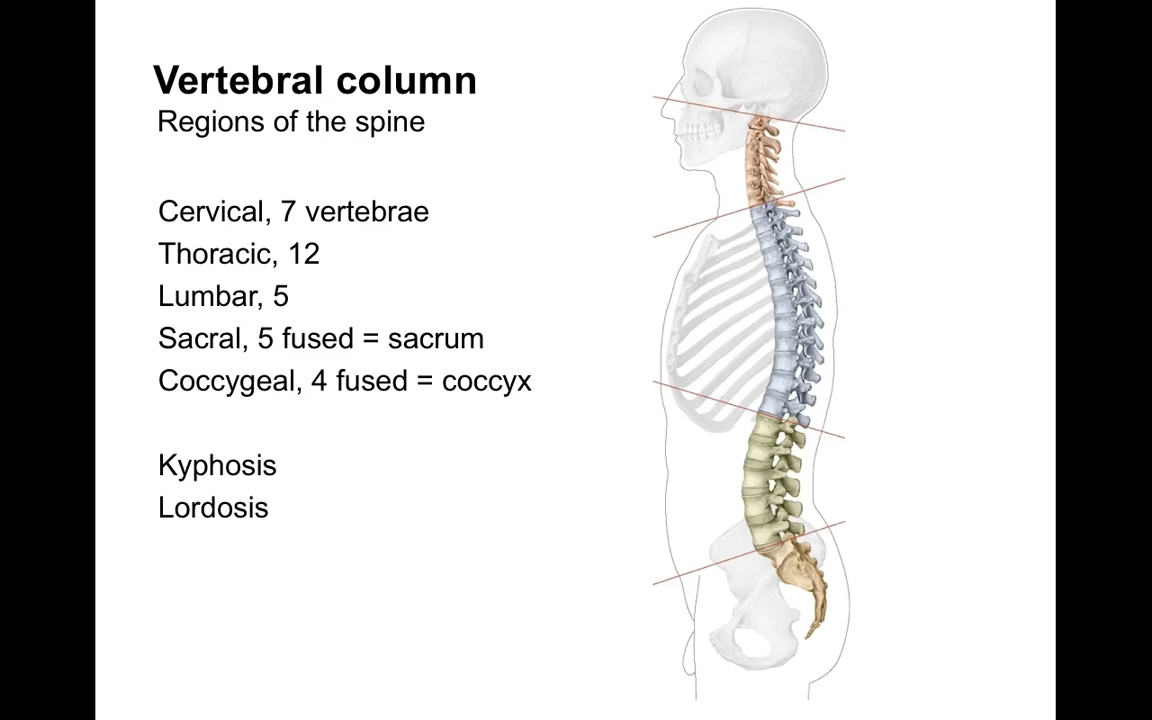 Vertebral column
Regions of the spine
Cervical, 7 vertebrae
Thoracic, 12
Lumbar, 5
Sacral, 5 fused = sacrum
Coccygeal, 4 fused = coccyx
Kyphosis
Lordosis